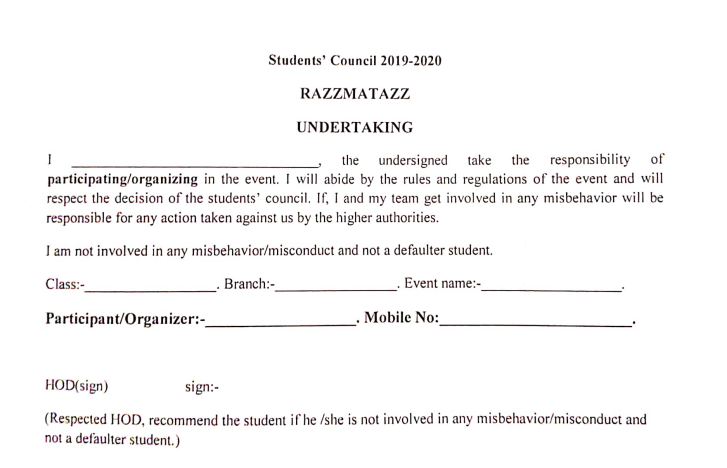 Students' Council 2019-2020
RAZZMATAZZ
UNDERTAKING
I ______________________________, the undersigned take the responsibility of
participating/organizing in the event. I will abide by the rules and regulations of the event and will
respect the decision of the students' council. If, I and my team get involved in any misbehavior will be
responsible for any action taken against us by the higher authorities.
I am not involved in any misbehavior/misconduct and not a defaulter student.
Class:-__________________. Branch:-________________. Event name:-__________________.
Participant/Organizer:-___________________. Mobile No:________________________.
HOD(sign) sign:-
(Respected HOD, recommend the student if he /she is not involved in any misbehavior/misconduct and
not a defaulter student.)